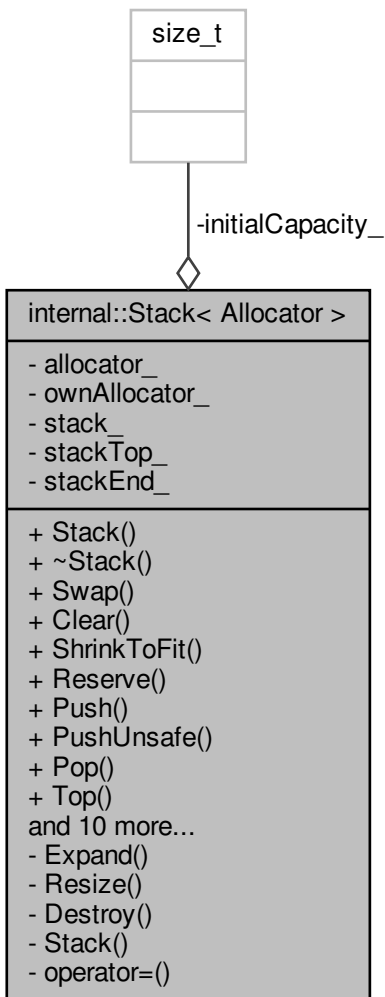 size_t
-initialCapacity_
internal::Stack< Allocator >
- allocator_
- ownAllocator_
- stack_
- stackTop_
- stackEnd_
+ Stack()
+ ~Stack()
+ Swap()
+ Clear()
+ ShrinkToFit()
+ Reserve()
+ Push()
+ PushUnsafe()
+ Pop()
+ Top()
and 10 more...
- Expand()
- Resize()
- Destroy()
- Stack()
- operator=()